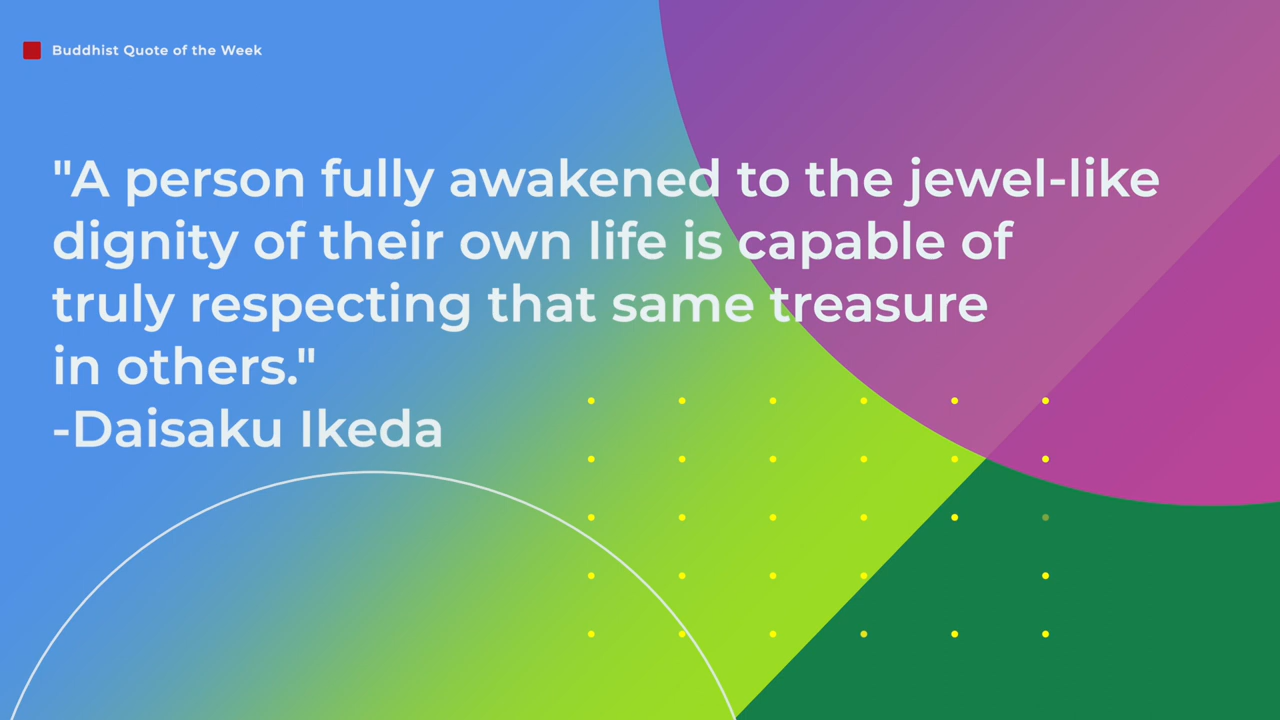 Buddhist Quote of the Week
"A person fully awakened to the jewel-like
dignity of their own life is capable of
truly respecting that same treasure
in others."
-Daisaku Ikeda